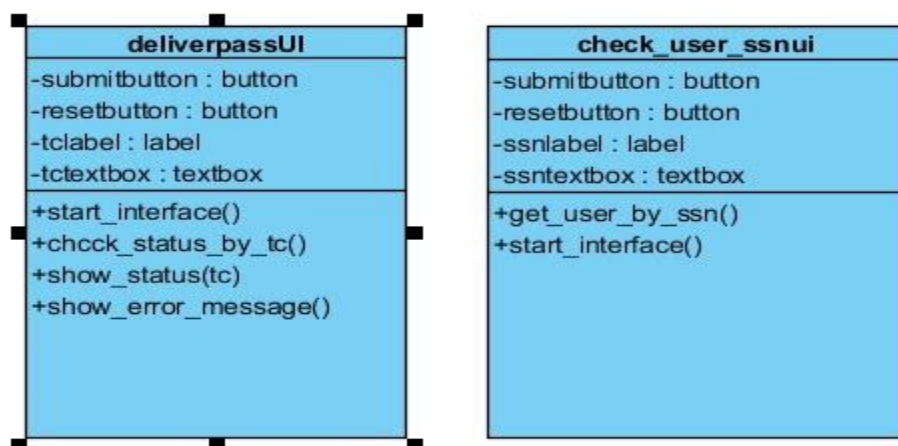 deliverpassUI
-submitbutton : button
-resetbutton : button
-tclabel : label
-tctextbox : textbox
+start_interface()
+chcck_status_by_tc()
+show_status(tc)
+show_error_message()
check_user_ssnui
-submitbutton : button
-resetbutton : button
-ssnlabel : label
-ssntextbox : textbox
+get_user_by_ssn()
+start_interface()